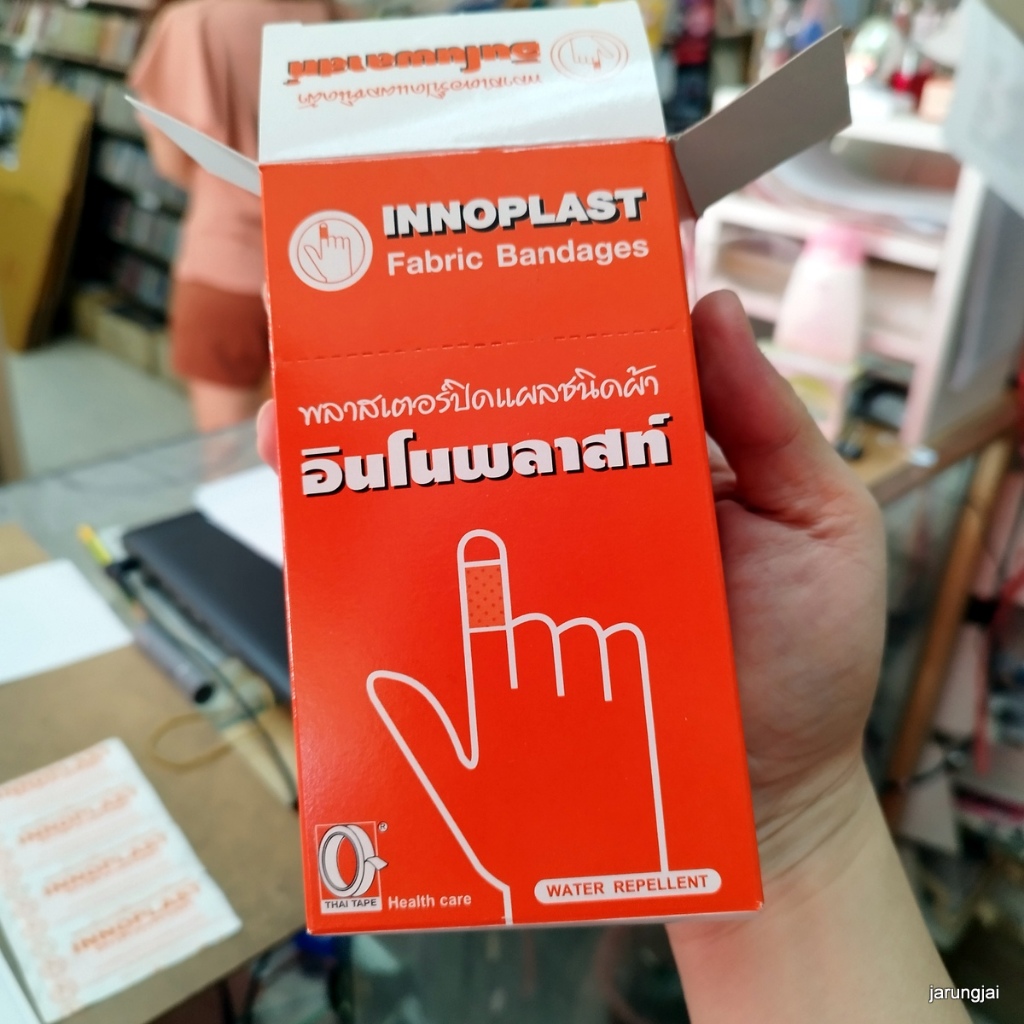 อินโนพลาสท์
พลาสเตอร์ปิดแผลชนิดผ้า
INNOPLAST
Fabric Bandages
พลาสเตอร์ปิดแผลชนิดผ้า
อินโนพลาสท์
THAI TAPE
®
Health care
WATER REPELLENT
INNOPLAST
INNOPLAST
INNOPLAST
jarungjai